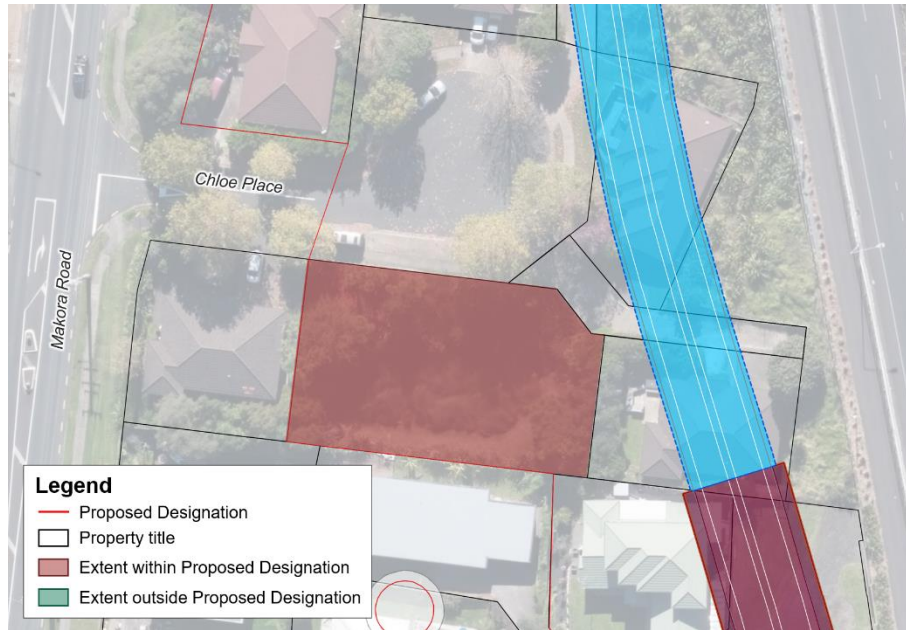 Chloe Place
Makora Road
Legend
Proposed Designation
Property title
Extent within Proposed Designation
Extent outside Proposed Designation